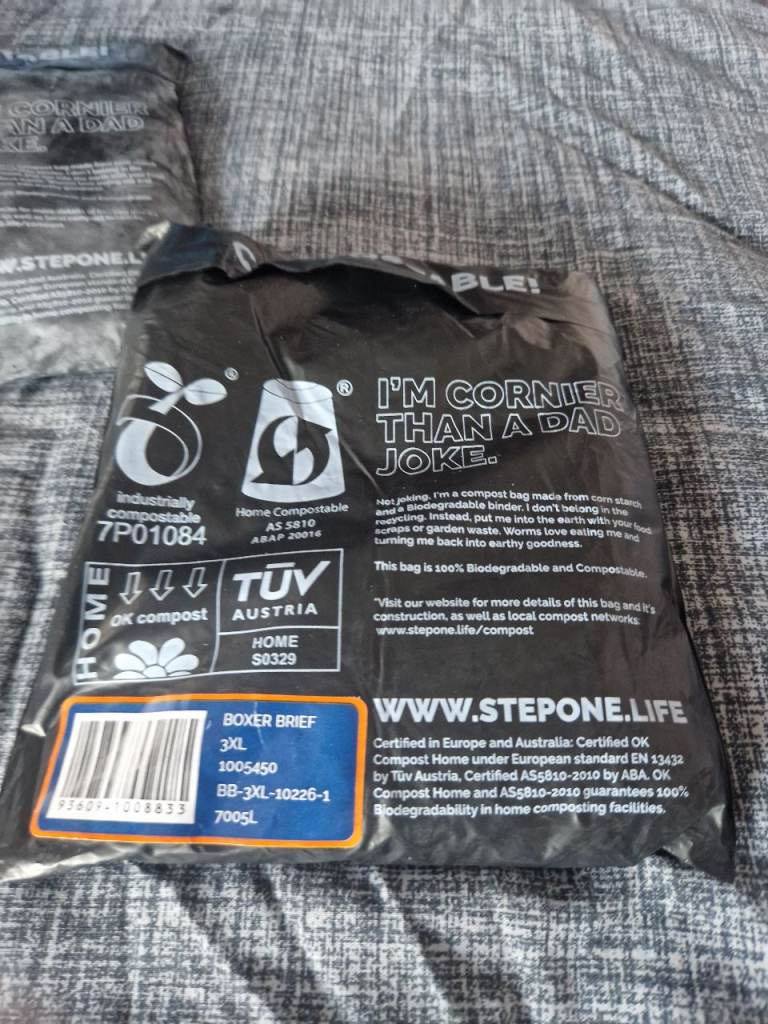 CORNIER
AN A DAD
KE.
W.STEPONE.L
ABLE!
®
®
industrially
compostable
7P01084
Home Compostable
AS 5810
ABAP 20016
I'M CORNIER
THAN A DAD
JOKE.
Not joking. I'm a compost bag made from corn starch
and a Biodegradable binder. I don't belong in the
recycling. Instead, put me into the earth with your food
scraps or garden waste. Worms love eating me and
turning me back into earthy goodness.
This bag is 100% Biodegradable and Compostable.
*Visit our website for more details of this bag and it's
construction, as well as local compost networks:
www.stepone.life/compost
HOME
OK compost
TÜV
AUSTRIA
HOME
S0329
BOXER BRIEF
3XL
1005450
BB-3XL-10226-1
7005L
93609-1008833
WWW.STEPONE.LIFE
Certified in Europe and Australia: Certified OK
Compost Home under European standard EN 13432
by Tüv Austria, Certified AS5810-2010 by ABA. OK
Compost Home and AS5810-2010 guarantees 100%
Biodegradability in home composting facilities.